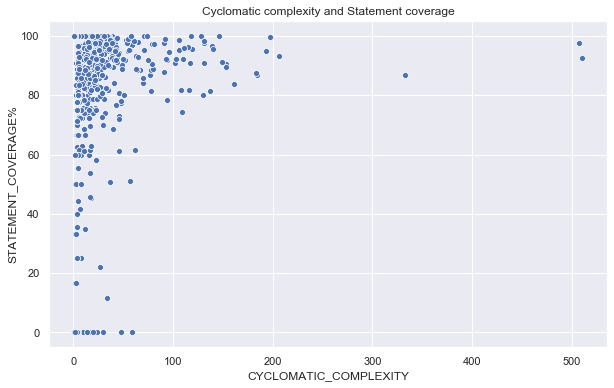 Cyclomatic complexity and Statement coverage
100
80
60
40
20
0
STATEMENT_COVERAGE%
0 100 200 300 400 500
CYCLOMATIC_COMPLEXITY